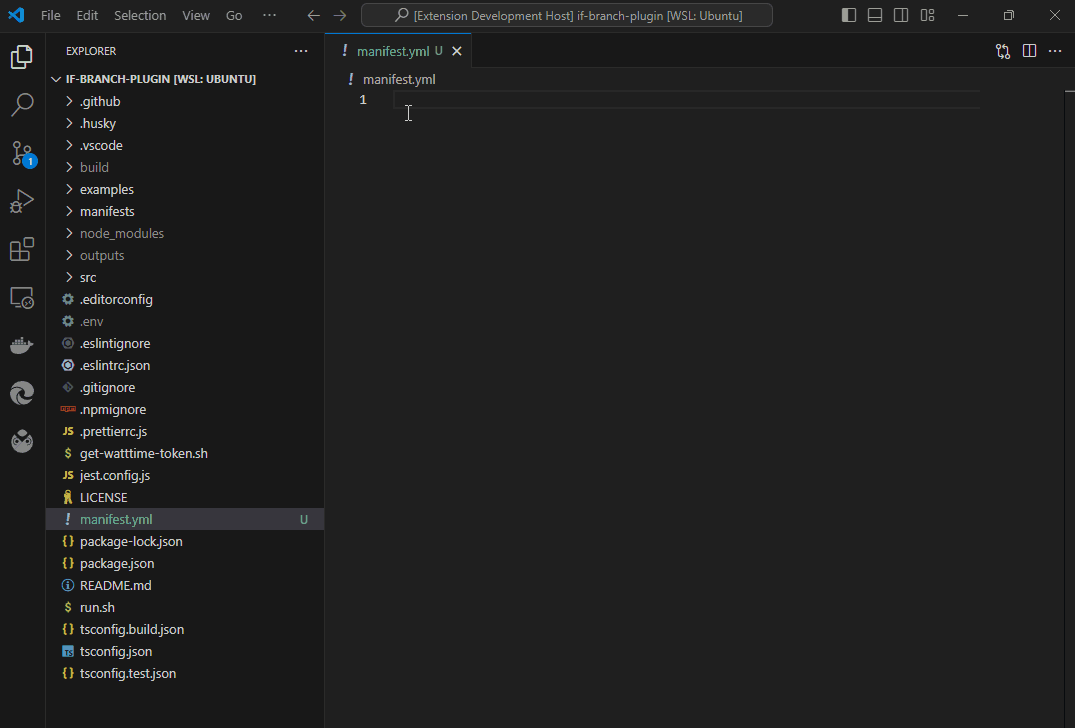 File Edit Selection View Go ··· [Extension Development Host] if-branch-plugin [WSL: Ubuntu]
EXPLORER ···
IF-BRANCH-PLUGIN [WSL: UBUNTU]
.github
.husky
.vscode
build
examples
manifests
node_modules
outputs
src
.editorconfig
.env
.eslintignore
.eslintrc.json
.gitignore
.npmignore
JS .prettierrc.js
$ get-watttime-token.sh
JS jest.config.js
LICENSE
! manifest.yml U
{} package-lock.json
{} package.json
README.md
$ run.sh
{} tsconfig.build.json
TS tsconfig.json
{} tsconfig.test.json
! manifest.yml U
! manifest.yml
1
1